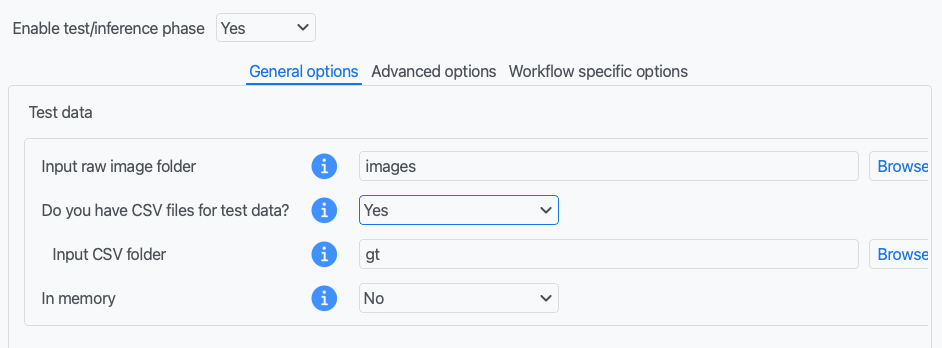 Enable test/inference phase Yes
General options Advanced options Workflow specific options
Test data
Input raw image folder i images Browse
Do you have CSV files for test data? i Yes
Input CSV folder i gt Browse
In memory i No